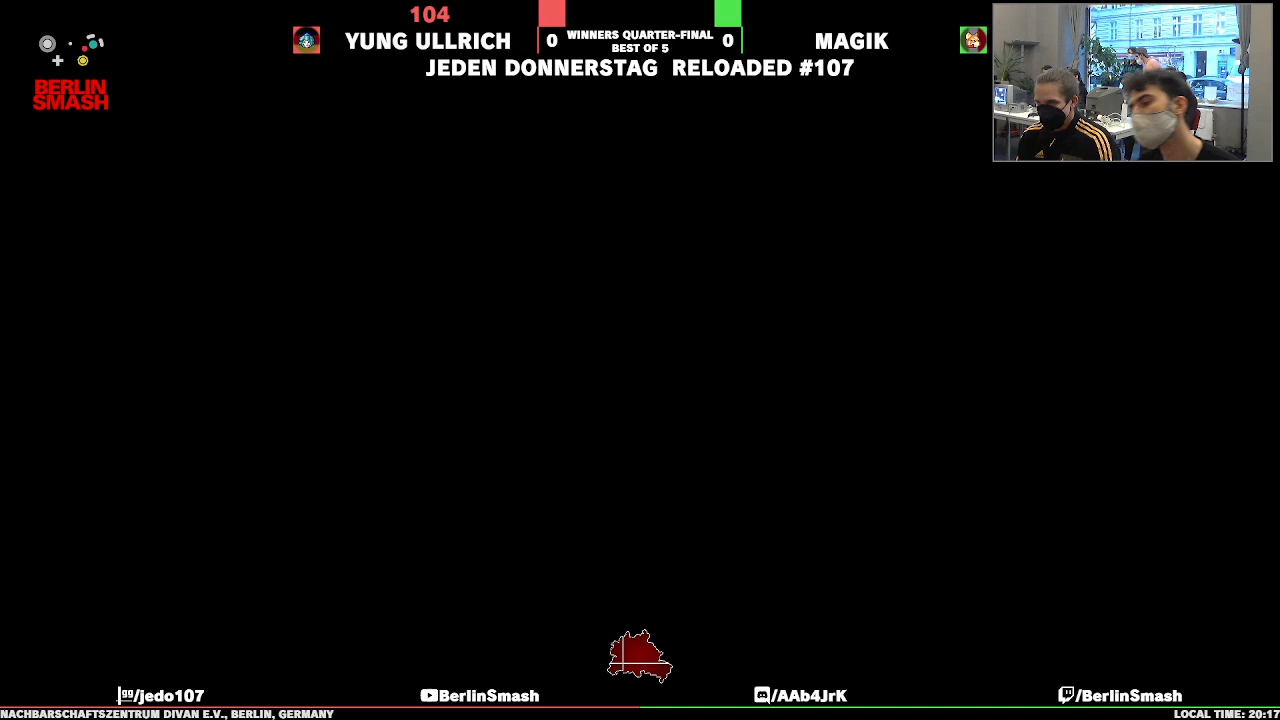 104
YUNG ULLRICH
0
WINNERS QUARTER-FINAL
BEST OF 5
0
MAGIK
JEDEN DONNERSTAG RELOADED #107
BERLIN
SMASH
gg/jedo107
BerlinSmash
/AAb4JrK
/BerlinSmash
NACHBARSCHAFTSZENTRUM DIVAN E.V., BERLIN, GERMANY
LOCAL TIME: 20:17